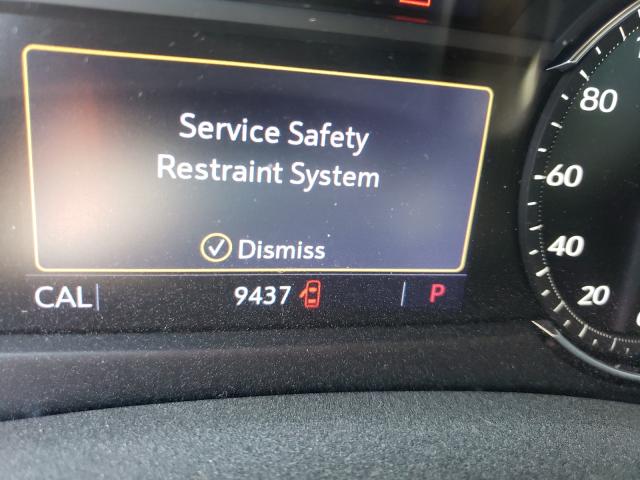 Service Safety
Restraint System
Dismiss
CAL 9437 P
80
60
40
20